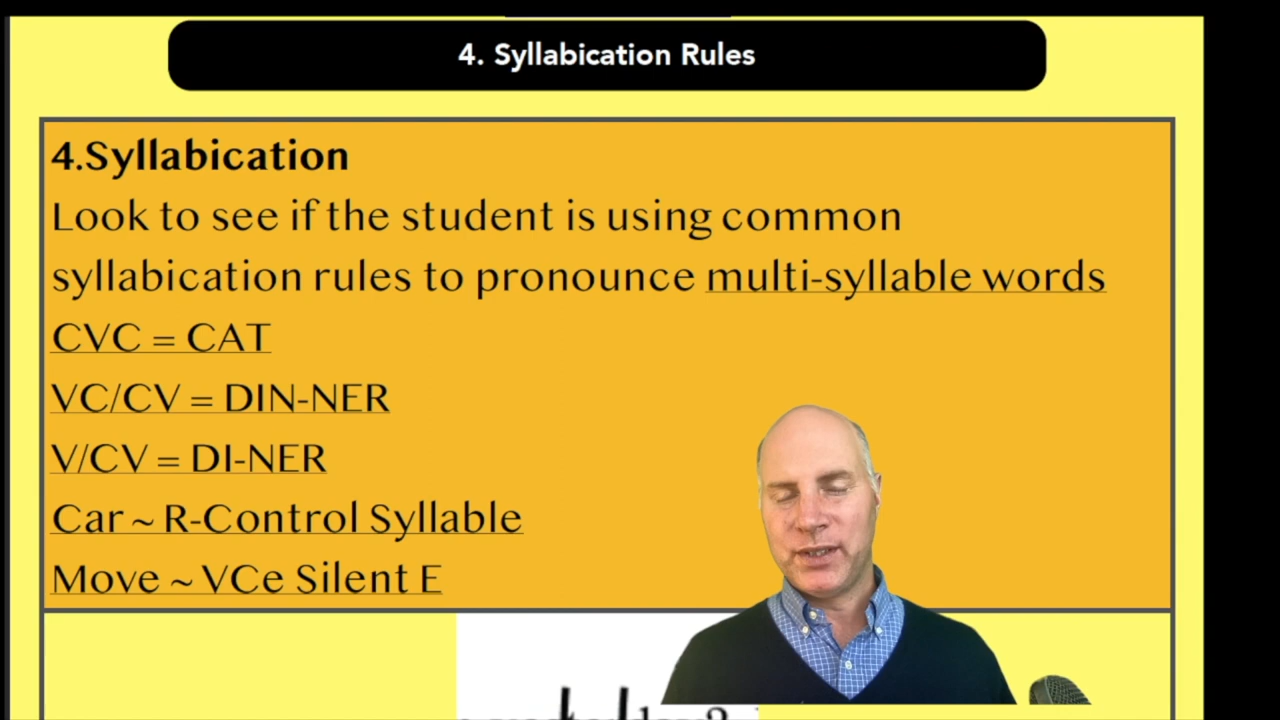 4. Syllabication Rules
4.Syllabication
Look to see if the student is using common
syllabication rules to pronounce multi-syllable words
CVC = CAT
VC/CV = DIN-NER
V/CV = DI-NER
Car ~ R-Control Syllable
Move ~ VCe Silent E